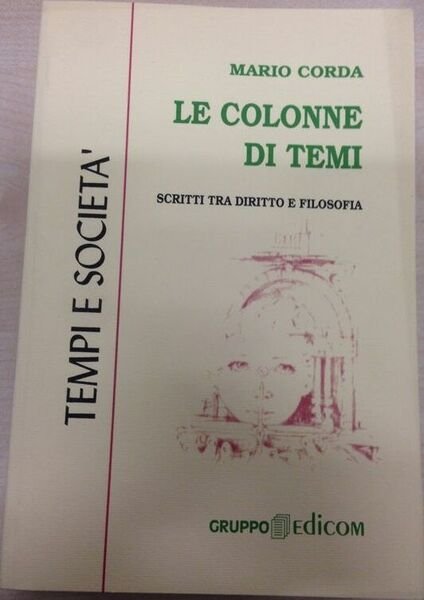 MARIO CORDA
LE COLONNE
DI TEMI
SCRITTI TRA DIRITTO E FILOSOFIA
TEMPI E SOCIETA'
GRUPPO EDICOM